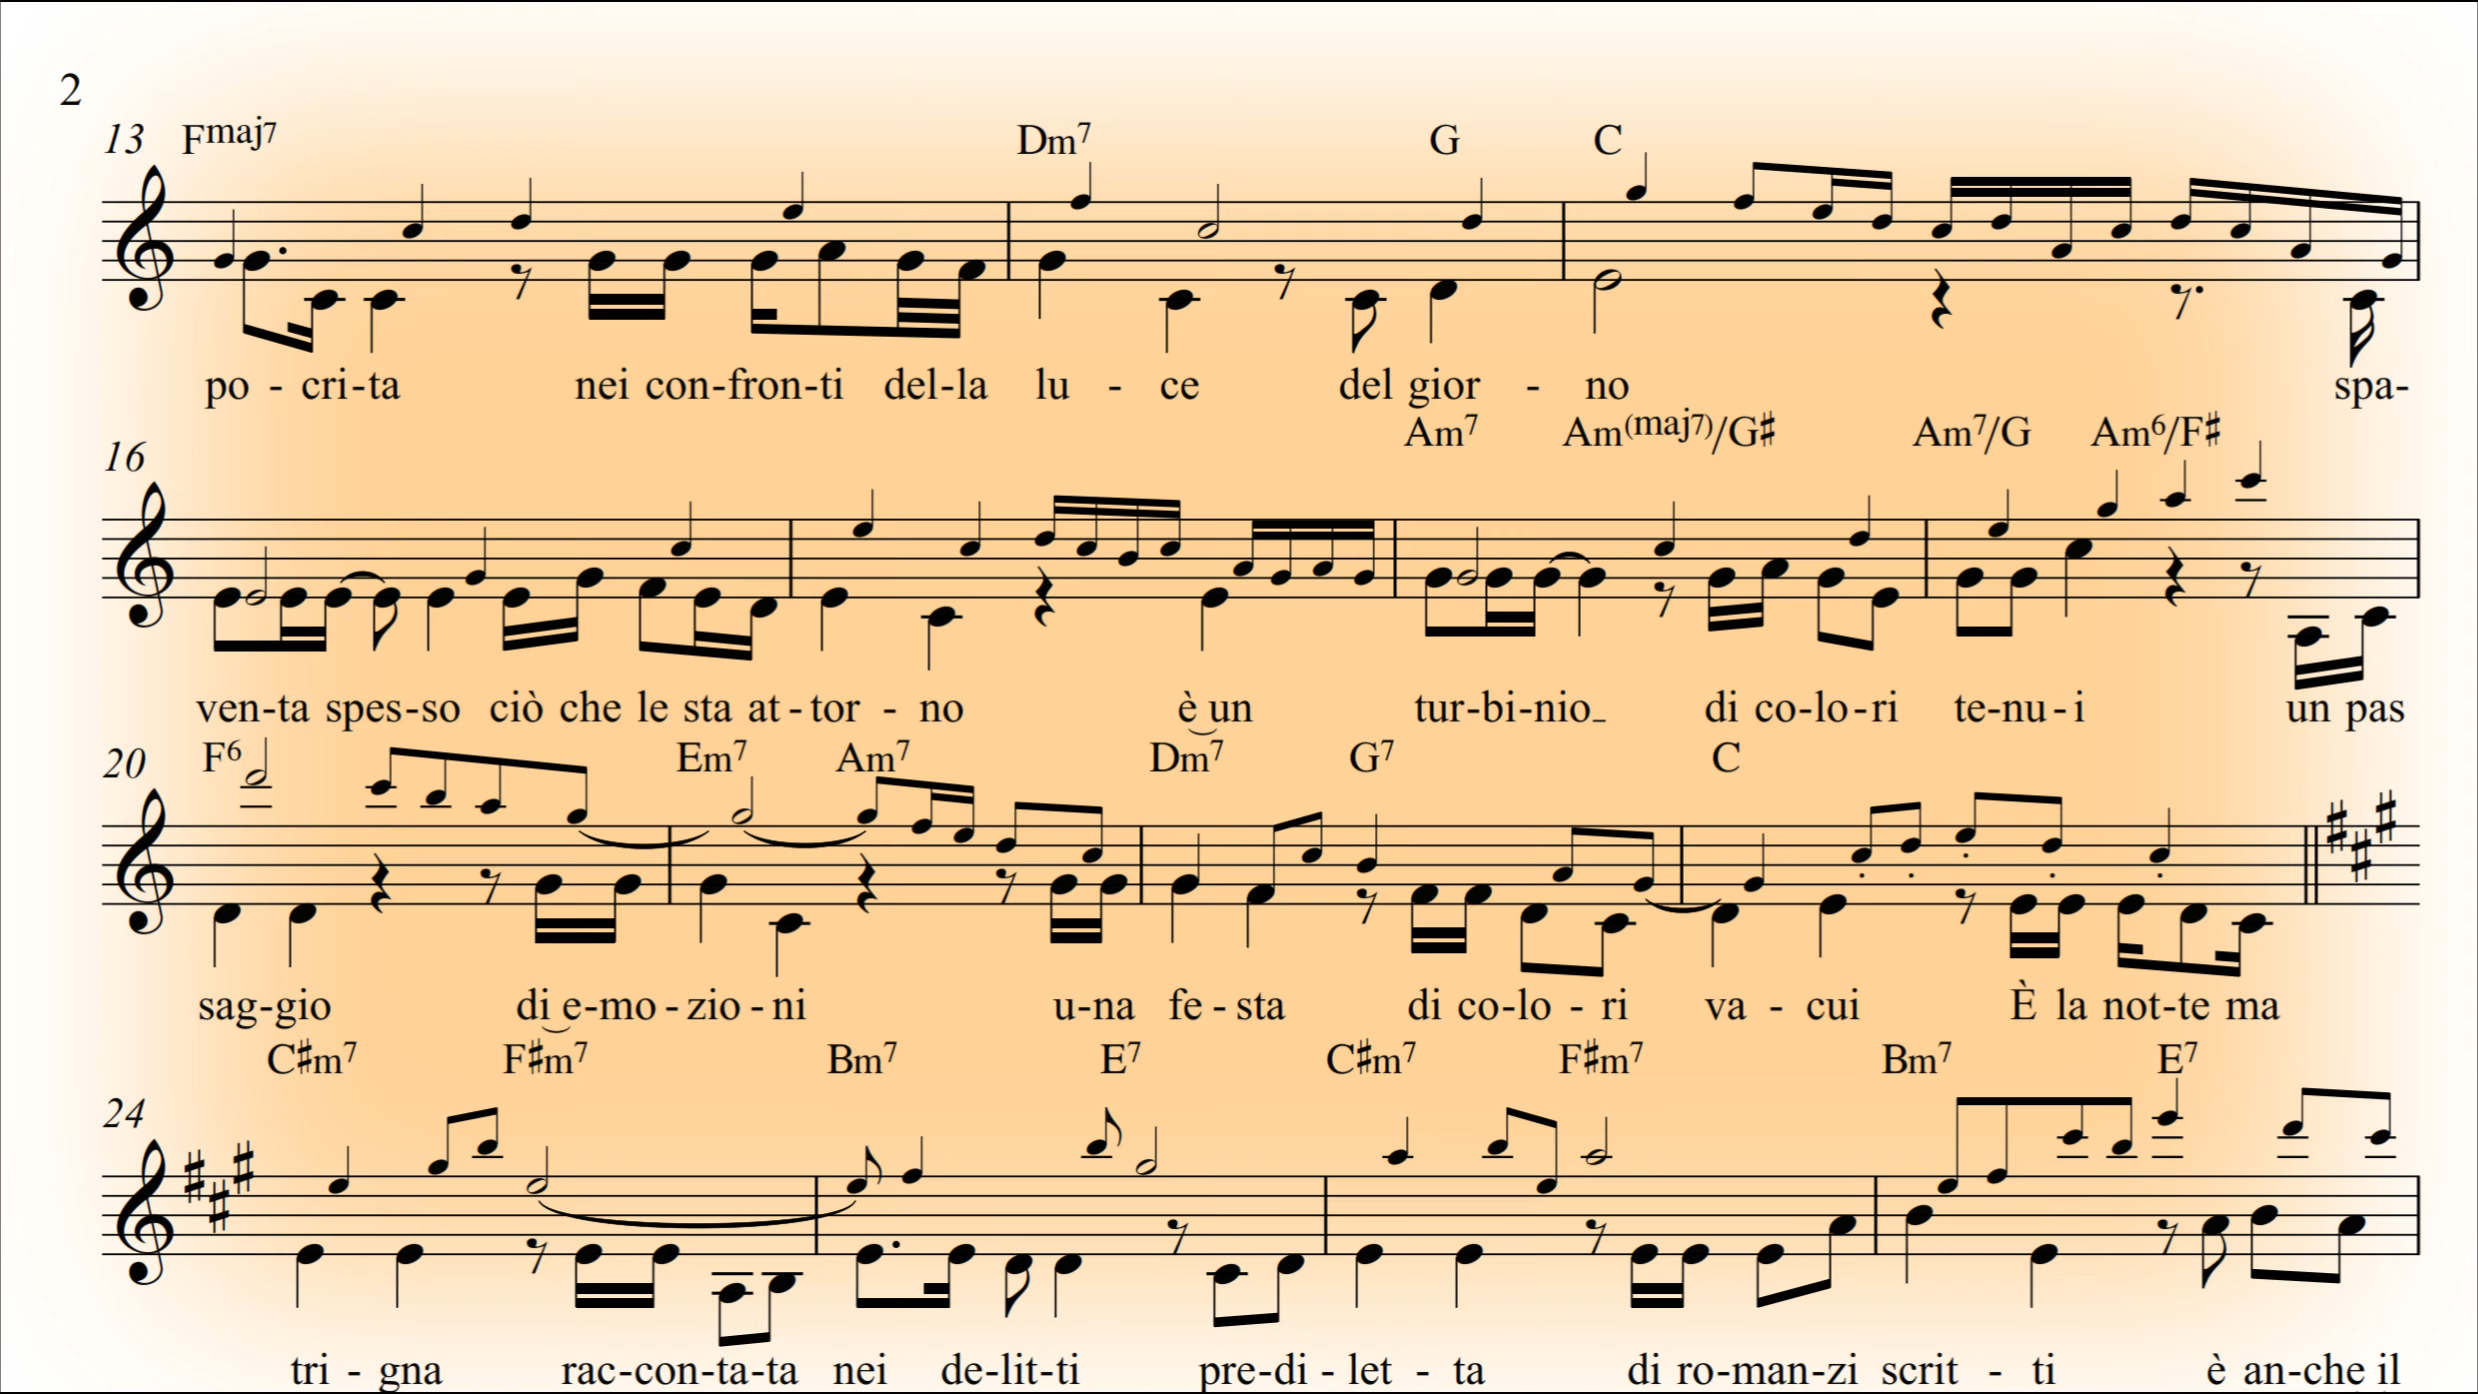 2
13 Fmaj7 Dm7 G C
po - cri-ta nei con-fron-ti del-la lu - ce del gior - no spa-
Am7 Am(maj7)/G♯ Am7/G Am6/F♯
16
ven-ta spes-so ciò che le sta at-tor - no è un tur-bi-nio_ di co-lo-ri te-nu-i un pas
20 F6 Em7 Am7 Dm7 G7 C
sag-gio di e-mo-zio-ni u-na fe-sta di co-lo-ri va - cui È la not-te ma
C♯m7 F♯m7 Bm7 E7 C♯m7 F♯m7 Bm7 E7
24
tri - gna rac-con-ta-ta nei de-lit-ti pre-di-let - ta di ro-man-zi scrit - ti è an-che il